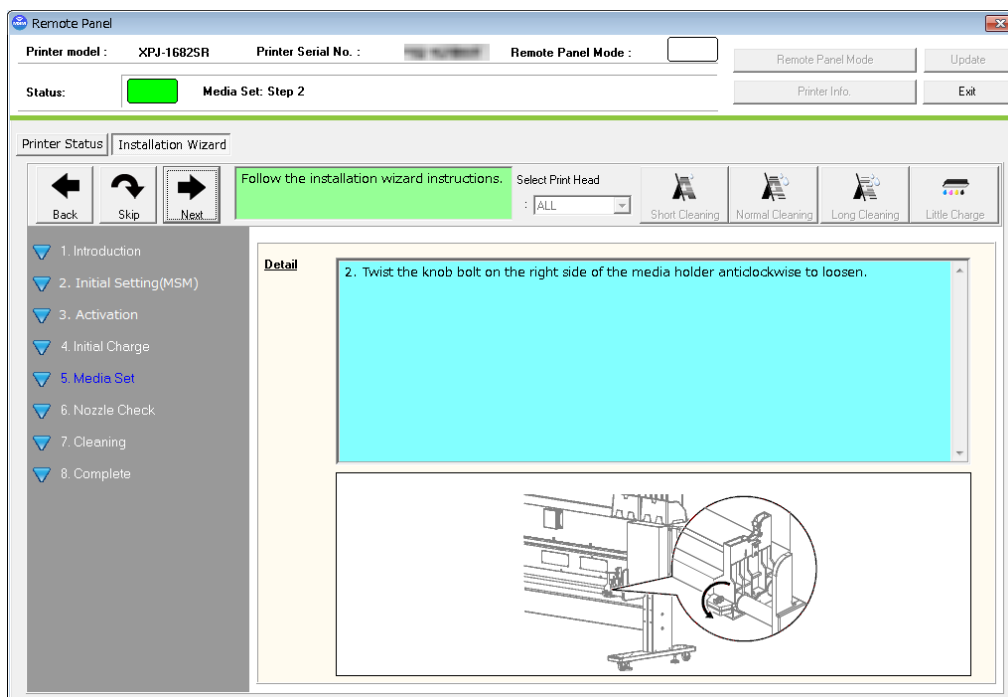 Remote Panel
Printer model : XPJ-1682SR Printer Serial No. : Remote Panel Mode :
Remote Panel Mode Update
Status: Media Set: Step 2
Printer Info. Exit
Printer Status Installation Wizard
Follow the installation wizard instructions.
Select Print Head
: ALL
Back Skip Next
Short Cleaning Normal Cleaning Long Cleaning Little Charge
1. Introduction
2. Initial Setting(MSM)
3. Activation
4. Initial Charge
5. Media Set
6. Nozzle Check
7. Cleaning
8. Complete
Detail
2. Twist the knob bolt on the right side of the media holder anticlockwise to loosen.